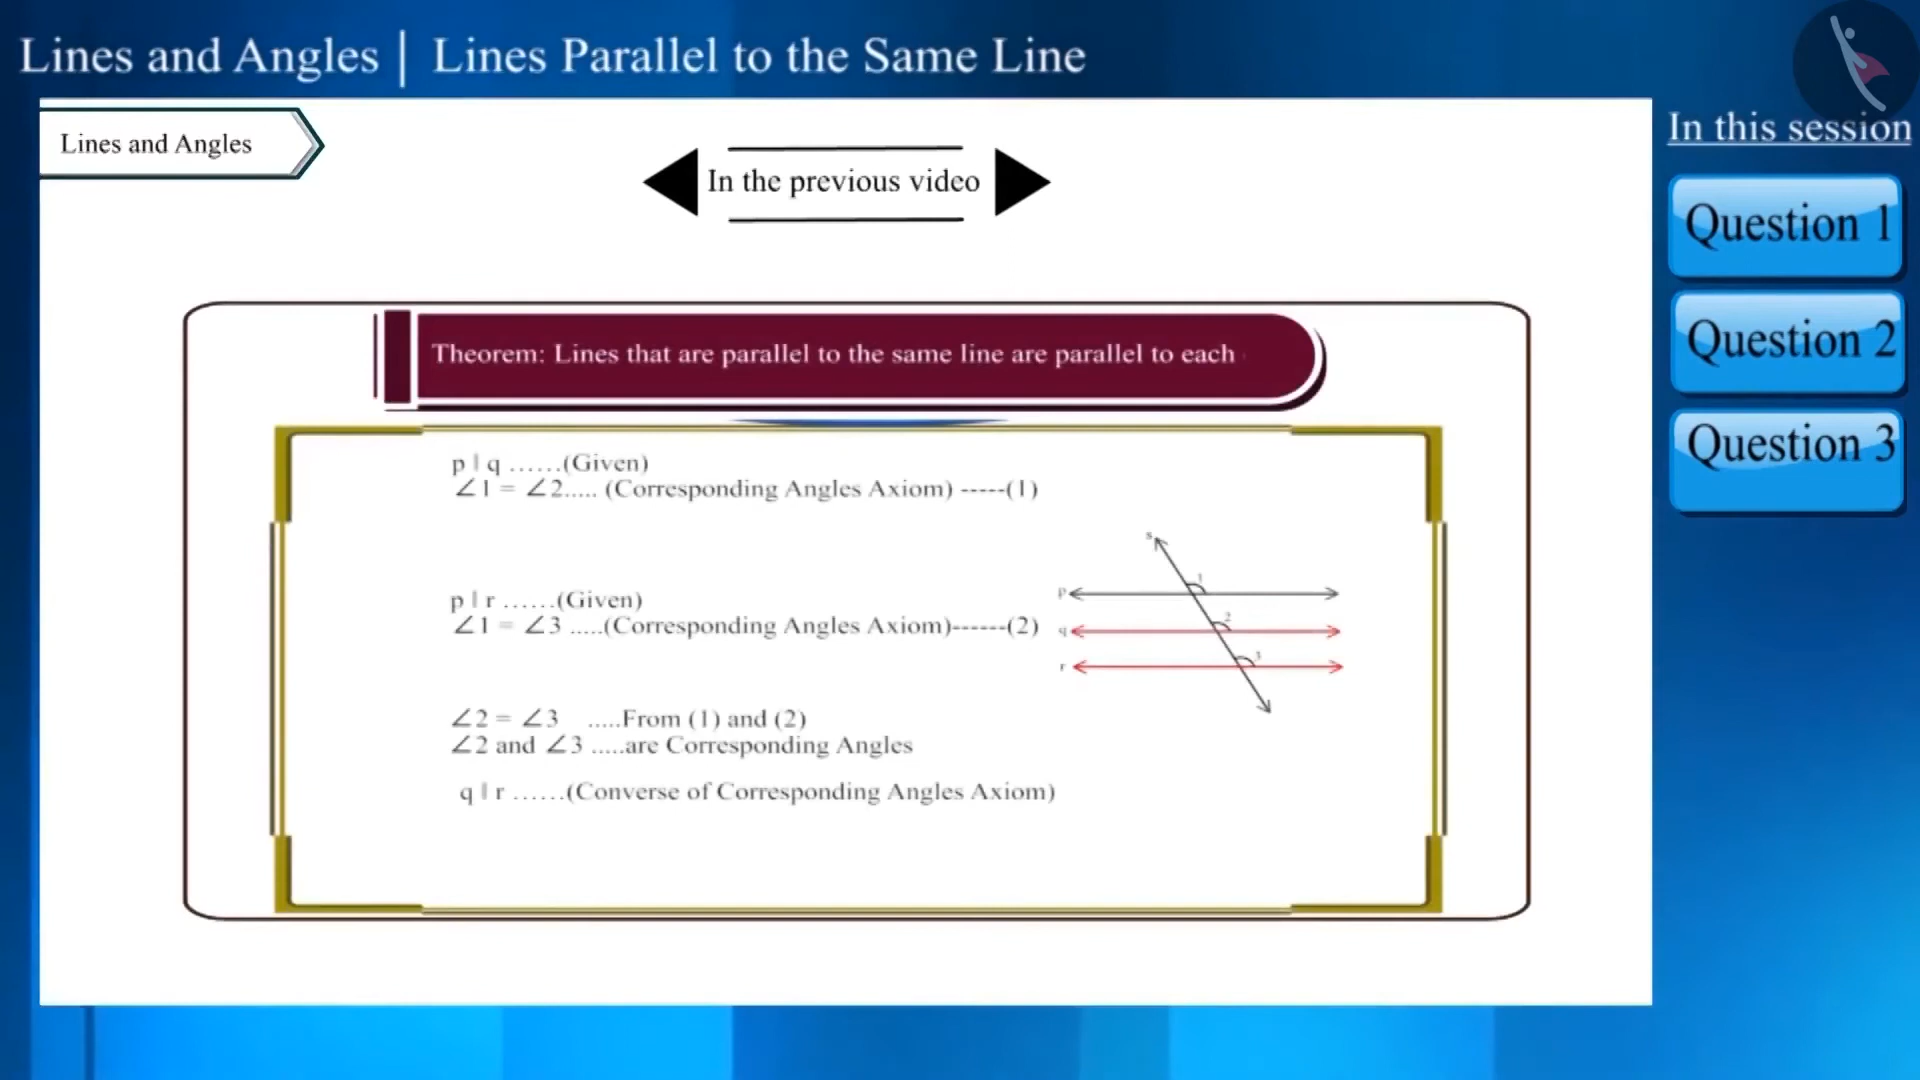 Lines and Angles | Lines Parallel to the Same Line
In this session
Lines and Angles
In the previous video
Question 1
Question 2
Question 3
Theorem: Lines that are parallel to the same line are parallel to each
p | q ......(Given)
∠1 = ∠2..... (Corresponding Angles Axiom) -----(1)
p | r ......(Given)
∠1 = ∠3 .....(Corresponding Angles Axiom)------(2)
∠2 = ∠3 .....From (1) and (2)
∠2 and ∠3 .....are Corresponding Angles
q | r ......(Converse of Corresponding Angles Axiom)
s
1
p
2
q
3
r